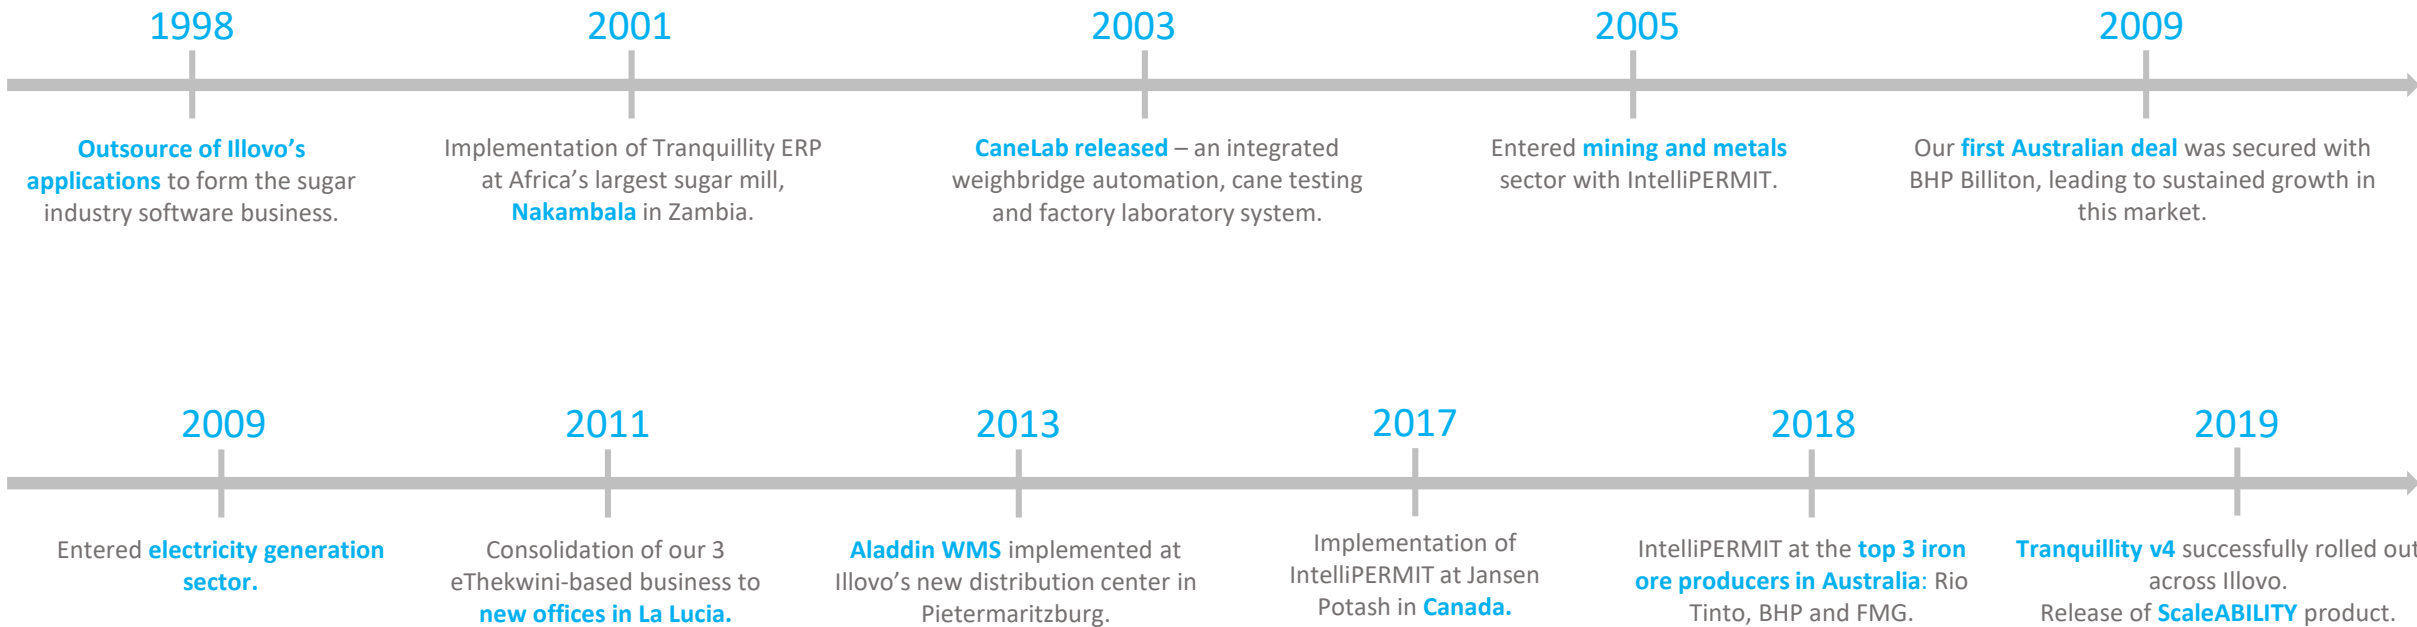 1998
Outsource of Illovo's
applications to form the sugar
industry software business.
2001
Implementation of Tranquillity ERP
at Africa's largest sugar mill,
Nakambala in Zambia.
2003
CaneLab released – an integrated
weighbridge automation, cane testing
and factory laboratory system.
2005
Entered mining and metals
sector with IntelliPERMIT.
2009
Our first Australian deal was secured with
BHP Billiton, leading to sustained growth in
this market.
2009
Entered electricity generation
sector.
2011
Consolidation of our 3
eThekwini-based business to
new offices in La Lucia.
2013
Aladdin WMS implemented at
Illovo's new distribution center in
Pietermaritzburg.
2017
Implementation of
IntelliPERMIT at Jansen
Potash in Canada.
2018
IntelliPERMIT at the top 3 iron
ore producers in Australia: Rio
Tinto, BHP and FMG.
2019
Tranquillity v4 successfully rolled out
across Illovo.
Release of ScaleABILITY product.